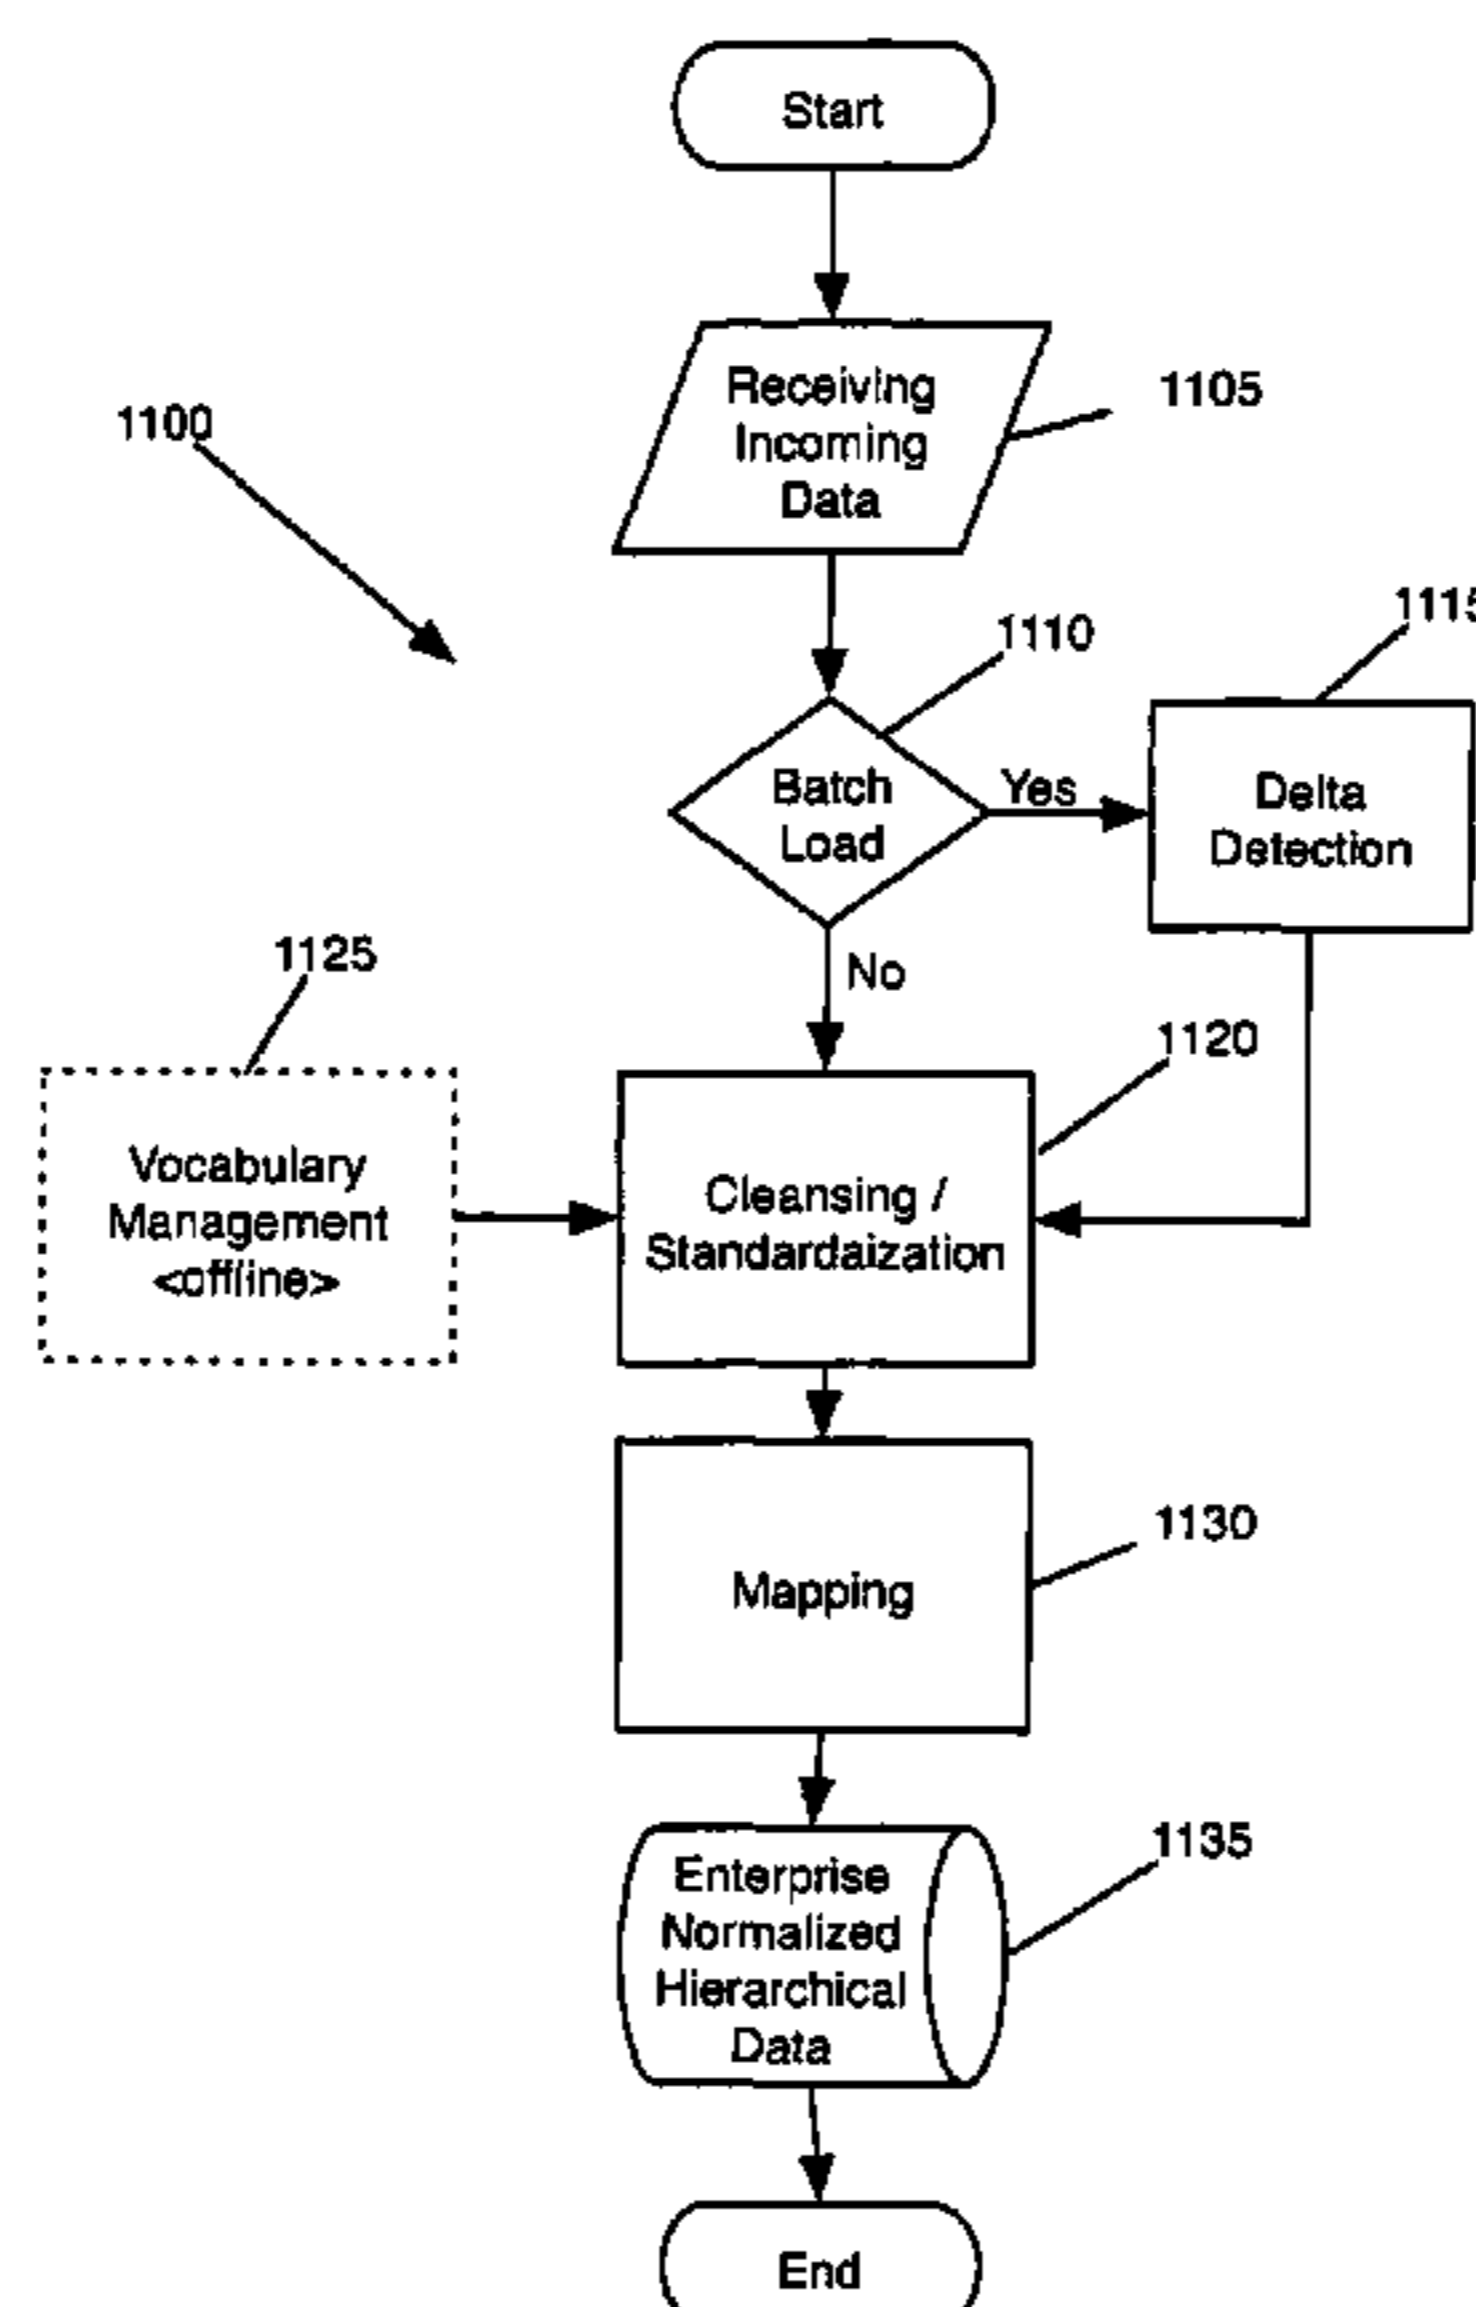 Start
Receiving
Incoming
Data
1105
1100
1110
1115
Batch
Load
Yes
Delta
Detection
No
1125
1120
Vocabulary
Management
<offline>
Cleansing /
Standardaization
Mapping
1130
Enterprise
Normalized
Hierarchical
Data
1135
End